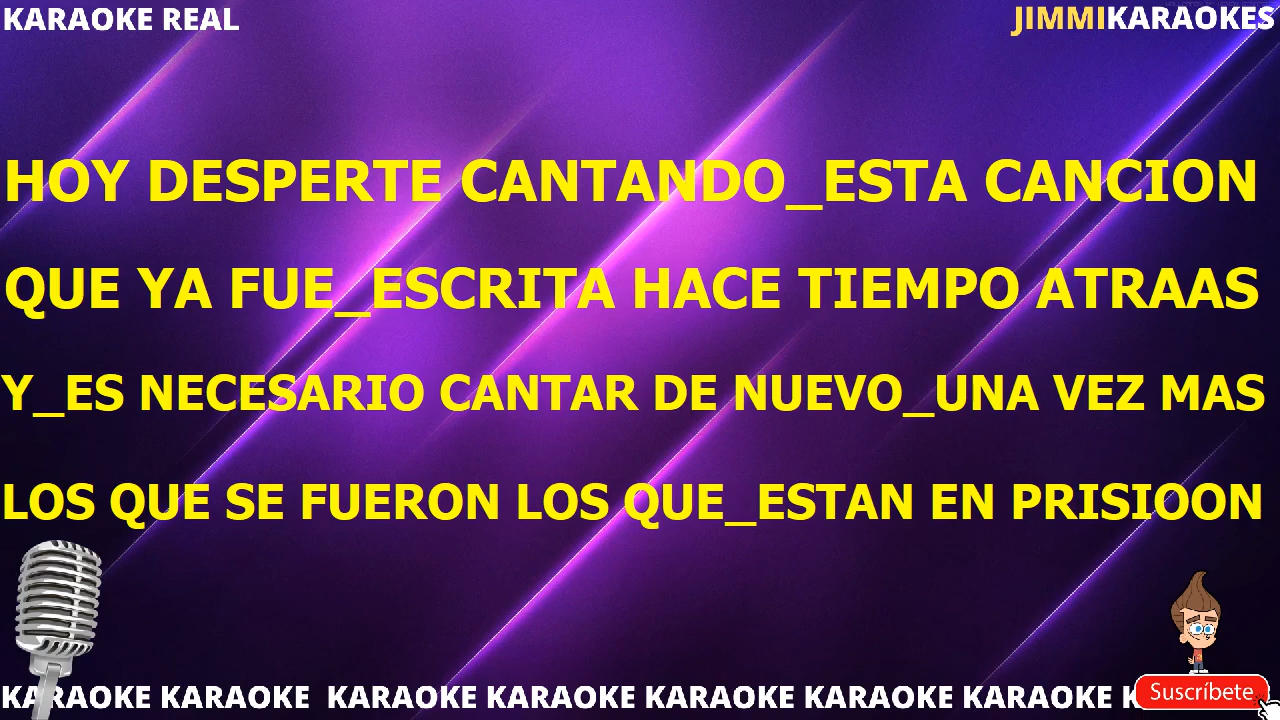 KARAOKE REAL
JIMMIKARAOKES
HOY DESPERTE CANTANDO_ESTA CANCION
QUE YA FUE_ESCRITA HACE TIEMPO ATRAAS
Y_ES NECESARIO CANTAR DE NUEVO_UNA VEZ MAS
LOS QUE SE FUERON LOS QUE_ESTAN EN PRISIOON
KARAOKE KARAOKE KARAOKE KARAOKE KARAOKE KARAOKE KARAOKE K
Suscríbete